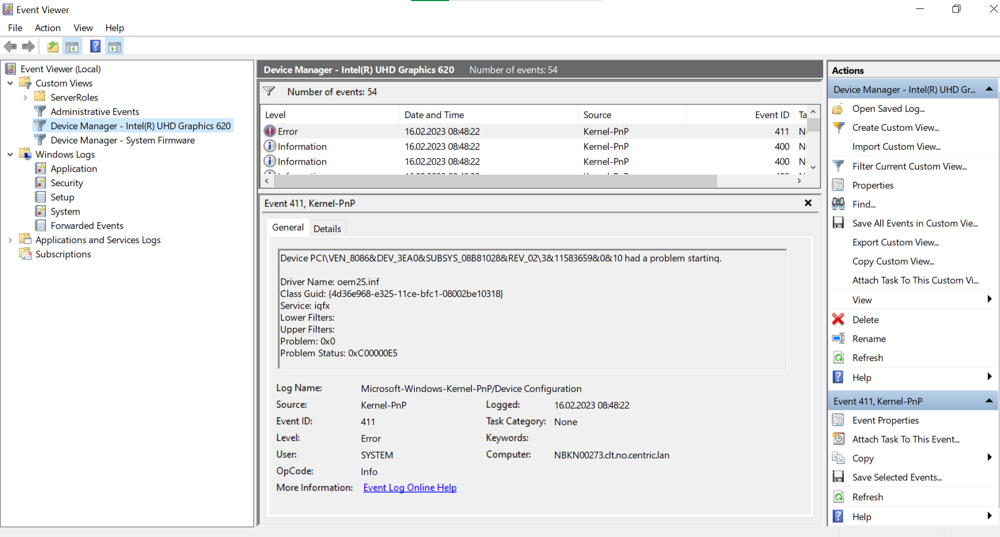 Event Viewer
File Action View Help
Event Viewer (Local)
Custom Views
ServerRoles
Administrative Events
Device Manager - Intel(R) UHD Graphics 620
Device Manager - System Firmware
Windows Logs
Application
Security
Setup
System
Forwarded Events
Applications and Services Logs
Subscriptions
Device Manager - Intel(R) UHD Graphics 620 Number of events: 54
Number of events: 54
Level Date and Time Source Event ID Ta
Error 16.02.2023 08:48:22 Kernel-PnP 411
Information 16.02.2023 08:48:22 Kernel-PnP 400
Information 16.02.2023 08:48:22 Kernel-PnP 400
Event 411, Kernel-PnP
General Details
Device PCI\VEN_8086&DEV_3EA0&SUBSYS_08B81028&REV_02\3&11583659&0&10 had a problem starting.
Driver Name: oem25.inf
Class Guid: {4d36e968-e325-11ce-bfc1-08002be10318}
Service: igfx
Lower Filters:
Upper Filters:
Problem: 0x0
Problem Status: 0xC00000E5
Log Name: Microsoft-Windows-Kernel-PnP/Device Configuration
Source: Kernel-PnP Logged: 16.02.2023 08:48:22
Event ID: 411 Task Category: None
Level: Error Keywords:
User: SYSTEM Computer: NBKN00273.clt.no.centric.lan
OpCode: Info
More Information: Event Log Online Help
Actions
Device Manager - Intel(R) UHD Gr...
Open Saved Log...
Create Custom View...
Import Custom View...
Filter Current Custom View...
Properties
Find...
Save All Events in Custom Vie...
Export Custom View...
Copy Custom View...
Attach Task To This Custom Vi...
View
Delete
Rename
Refresh
Help
Event 411, Kernel-PnP
Event Properties
Attach Task To This Event...
Copy
Save Selected Events...
Refresh
Help